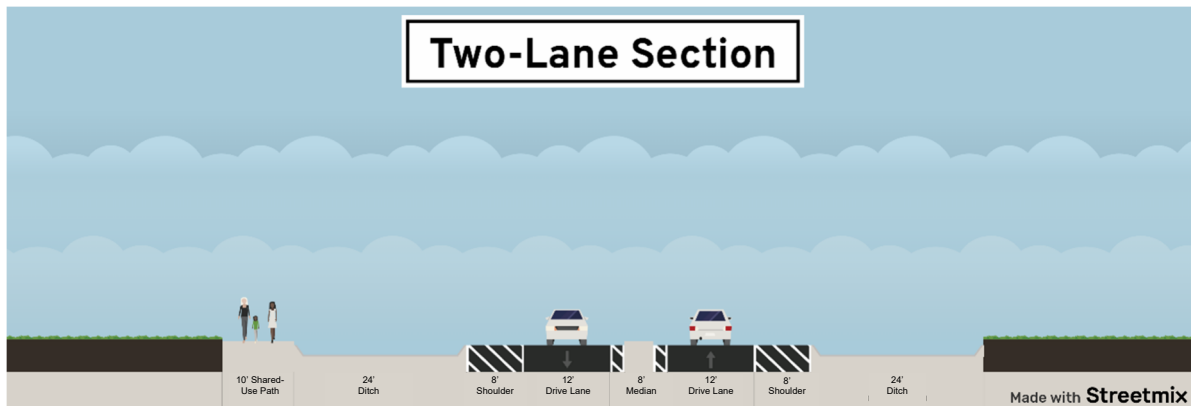 Two-Lane Section
10' Shared-
Use Path
24'
Ditch
8'
Shoulder
12'
Drive Lane
8'
Median
12'
Drive Lane
8'
Shoulder
24'
Ditch
Made with Streetmix